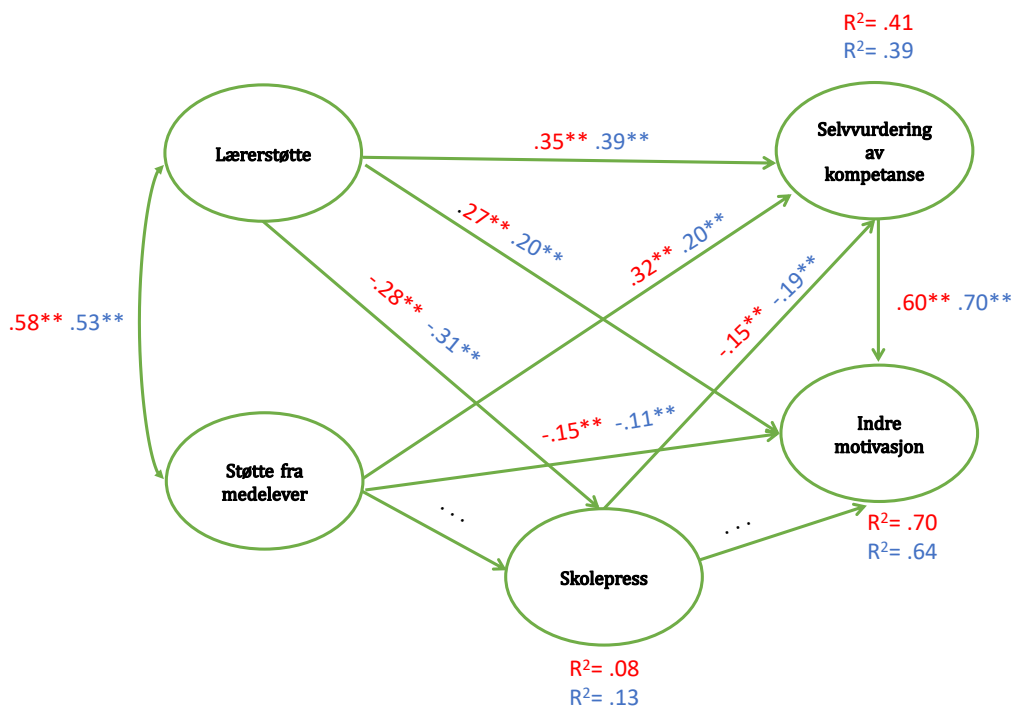 R²= .41
R²= .39
Lærerstøtte
Selvvurdering
av
kompetanse
.35** .39**
.27** .20**
.32** .20**
-.28** -.31**
-.15** -.19**
.58** .53**
.60** .70**
Indre
motivasjon
-.15** -.11**
Støtte fra
medelever
. . .
. . .
R²= .70
R²= .64
Skolepress
R²= .08
R²= .13